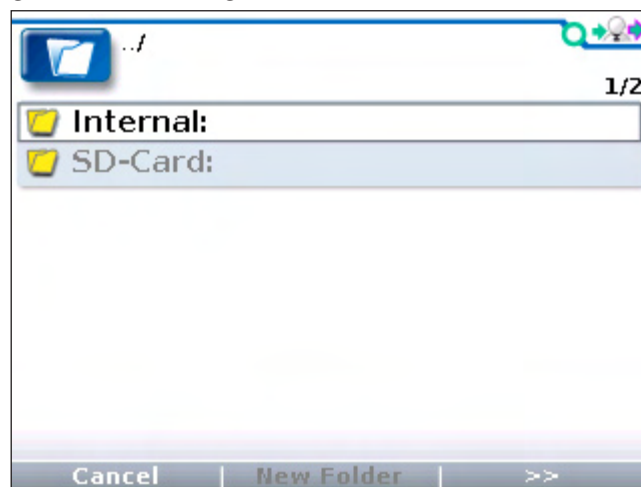 ../
1/2
Internal:
SD-Card:
Cancel | New Folder | >>